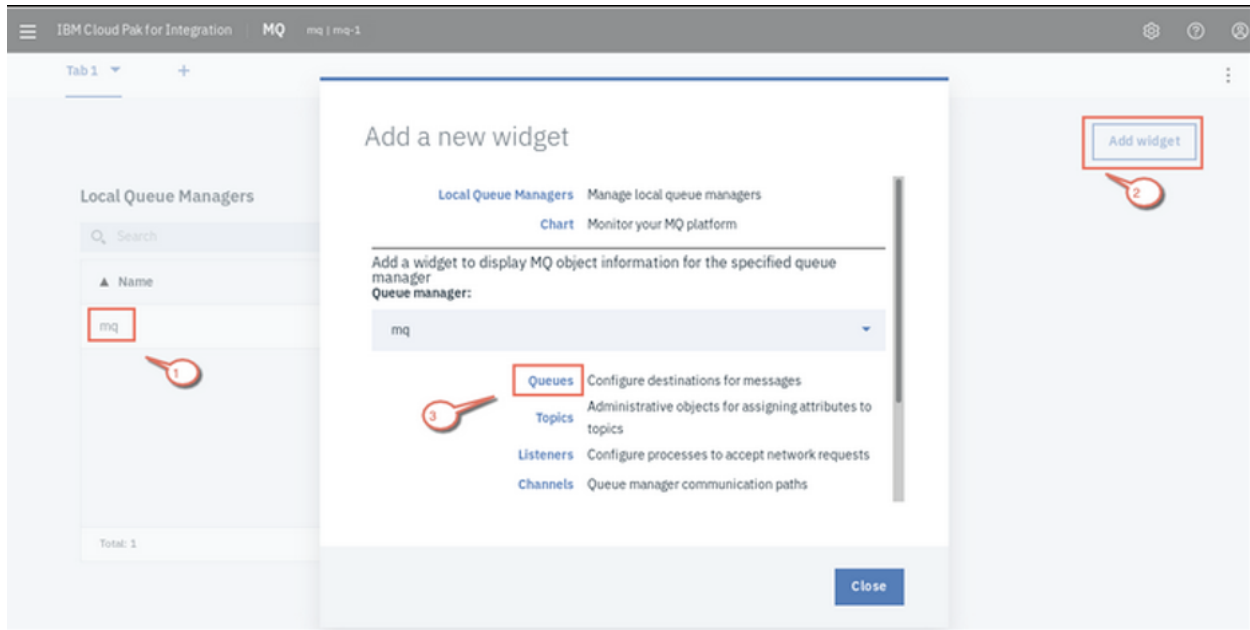 IBM Cloud Pak for Integration MQ mq | mq-1
Tab 1 +
Add a new widget
Add widget
2
Local Queue Managers Manage local queue managers
Chart Monitor your MQ platform
Local Queue Managers
Search
Name
mq
1
Add a widget to display MQ object information for the specified queue
manager
Queue manager:
mq
Queues Configure destinations for messages
3
Topics Administrative objects for assigning attributes to
topics
Listeners Configure processes to accept network requests
Channels Queue manager communication paths
Total: 1
Close